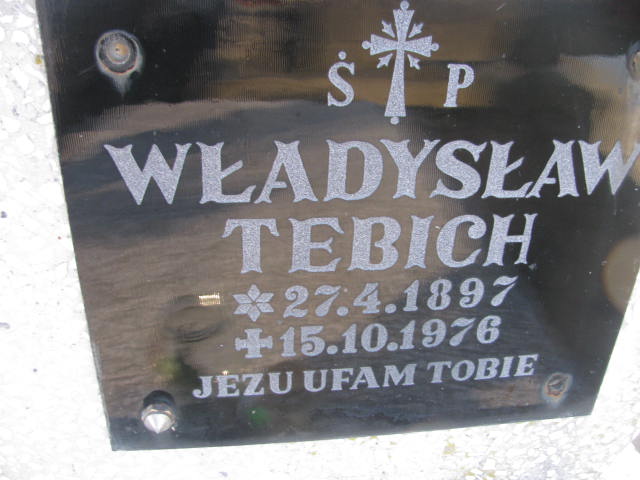 Ś P
WŁADYSŁAW
TEBICH
27.4.1897
15.10.1976
JEZU UFAM TOBIE